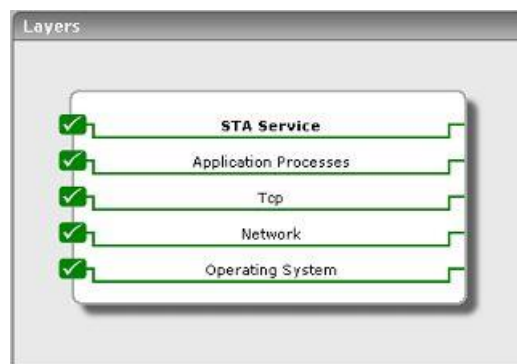 Layers
STA Service
Application Processes
Tcp
Network
Operating System